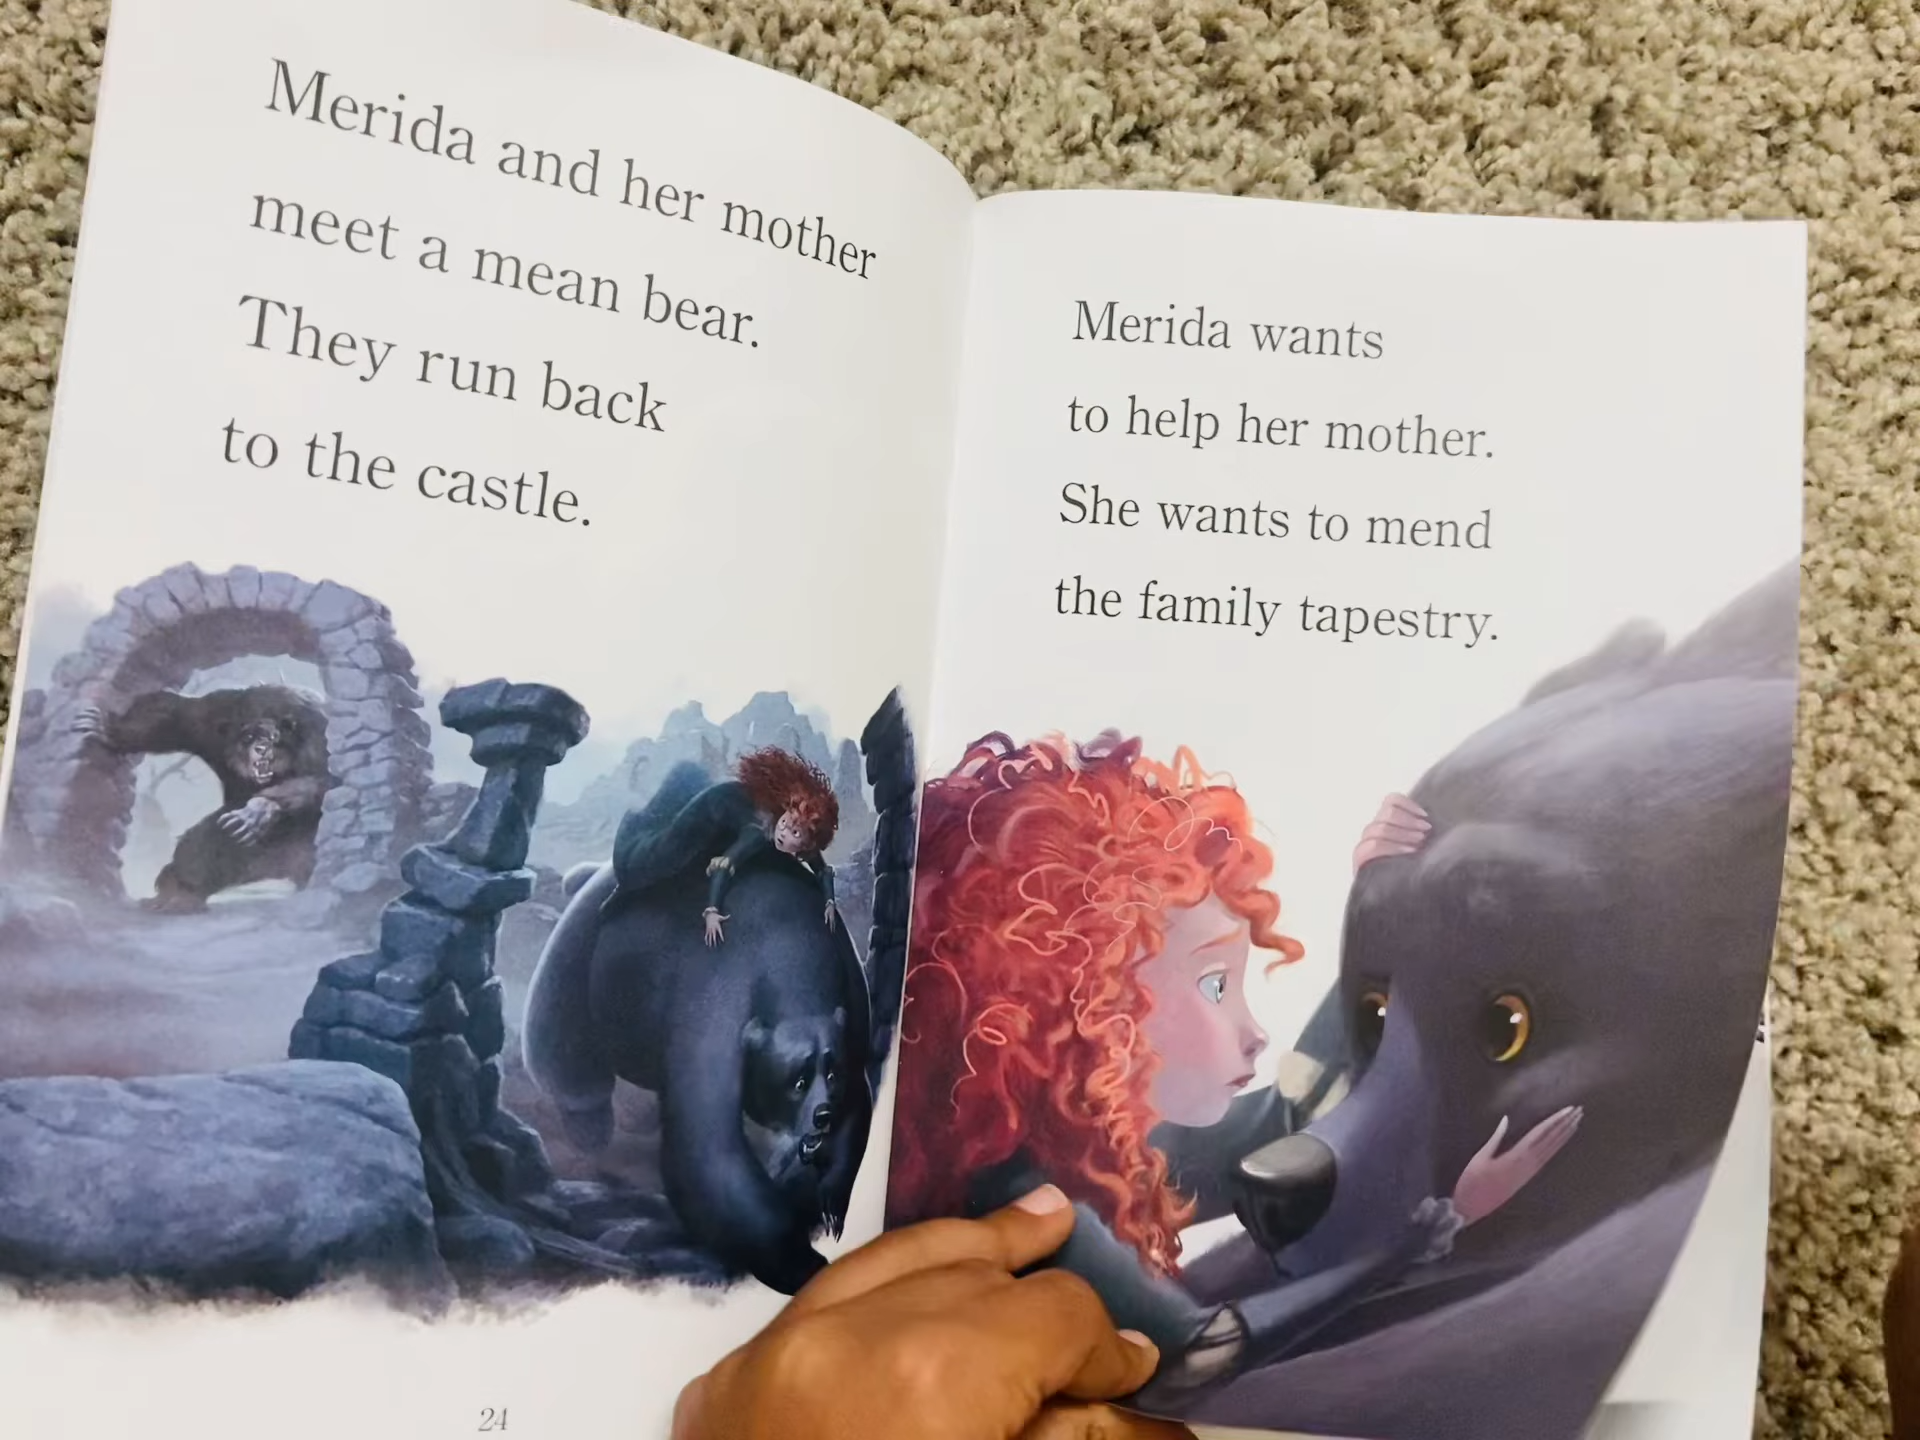 Merida and her mother
meet a mean bear.
They run back
to the castle.
24
Merida wants
to help her mother.
She wants to mend
the family tapestry.